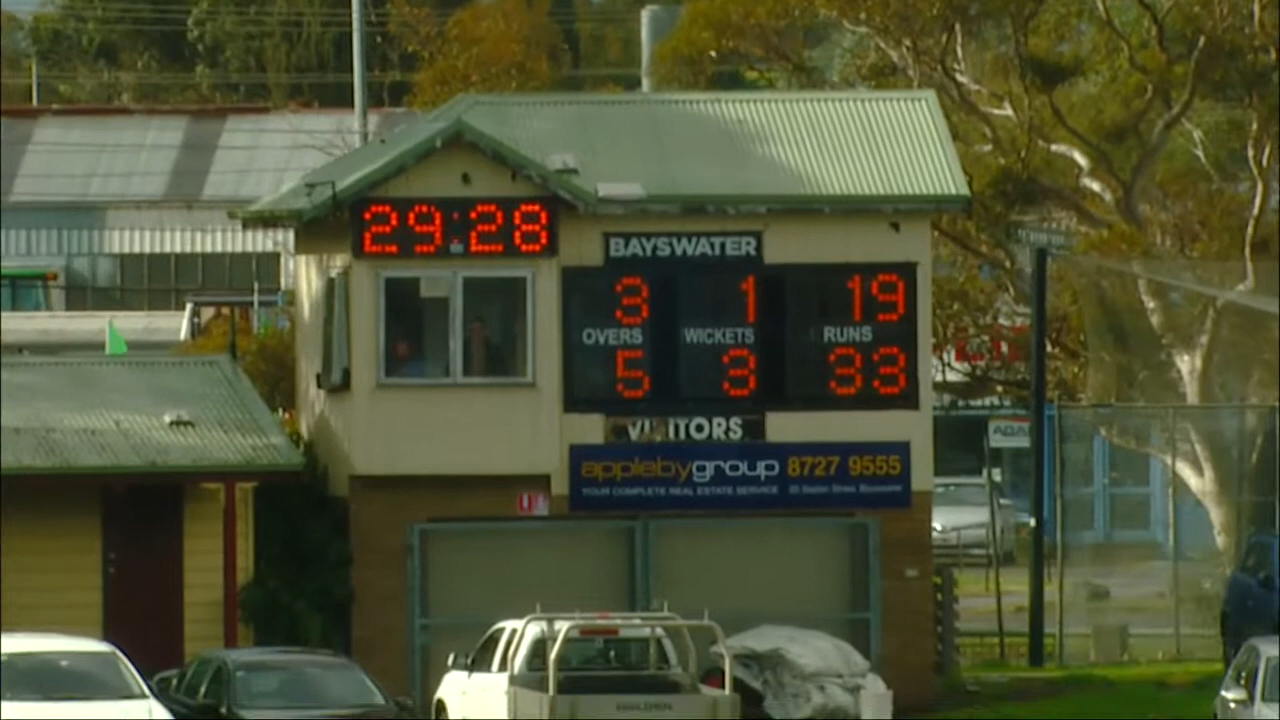 29:28
BAYSWATER
3 1 19
OVERS WICKETS RUNS
5 3 33
VISITORS
applebygroup 8727 9555
YOUR COMPLETE REAL ESTATE SERVICE